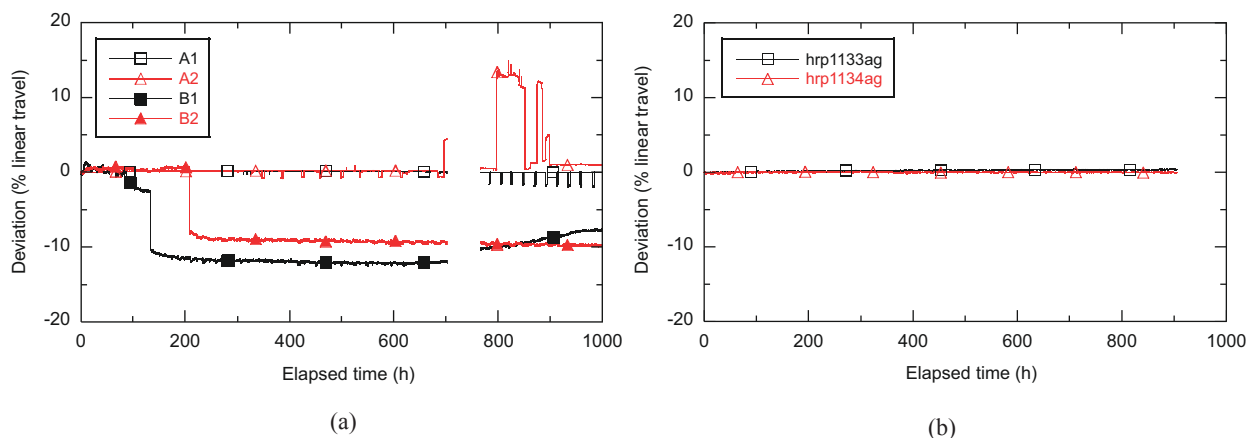 20
10
0
-10
-20
0 200 400 600 800 1000
Deviation (% linear travel)
Elapsed time (h)
A1
A2
B1
B2
(a)
20
10
0
-10
-20
0 200 400 600 800 1000
Deviation (% linear travel)
Elapsed time (h)
hrp1133ag
hrp1134ag
(b)